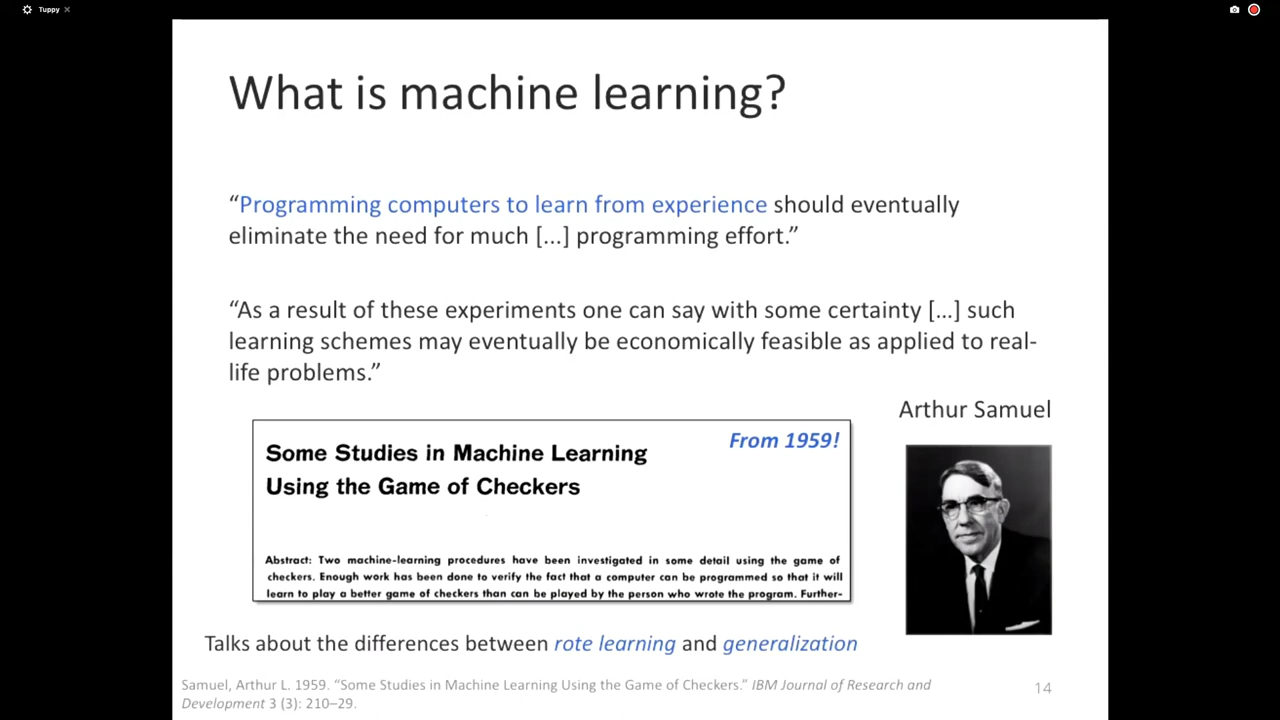 Tuppy
What is machine learning?
“Programming computers to learn from experience should eventually
eliminate the need for much [...] programming effort.”
“As a result of these experiments one can say with some certainty [...] such
learning schemes may eventually be economically feasible as applied to real-
life problems.”
Arthur Samuel
From 1959!
Some Studies in Machine Learning
Using the Game of Checkers
Abstract: Two machine-learning procedures have been investigated in some detail using the game of
checkers. Enough work has been done to verify the fact that a computer can be programmed so that it will
learn to play a better game of checkers than can be played by the person who wrote the program. Further-
Talks about the differences between rote learning and generalization
Samuel, Arthur L. 1959. “Some Studies in Machine Learning Using the Game of Checkers.” IBM Journal of Research and
Development 3 (3): 210–29.
14